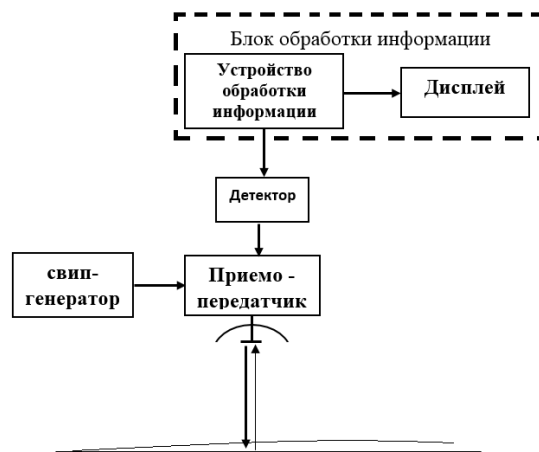 Блок обработки информации
Устройство
обработки
информации
Дисплей
Детектор
свип-
генератор
Приемо -
передатчик